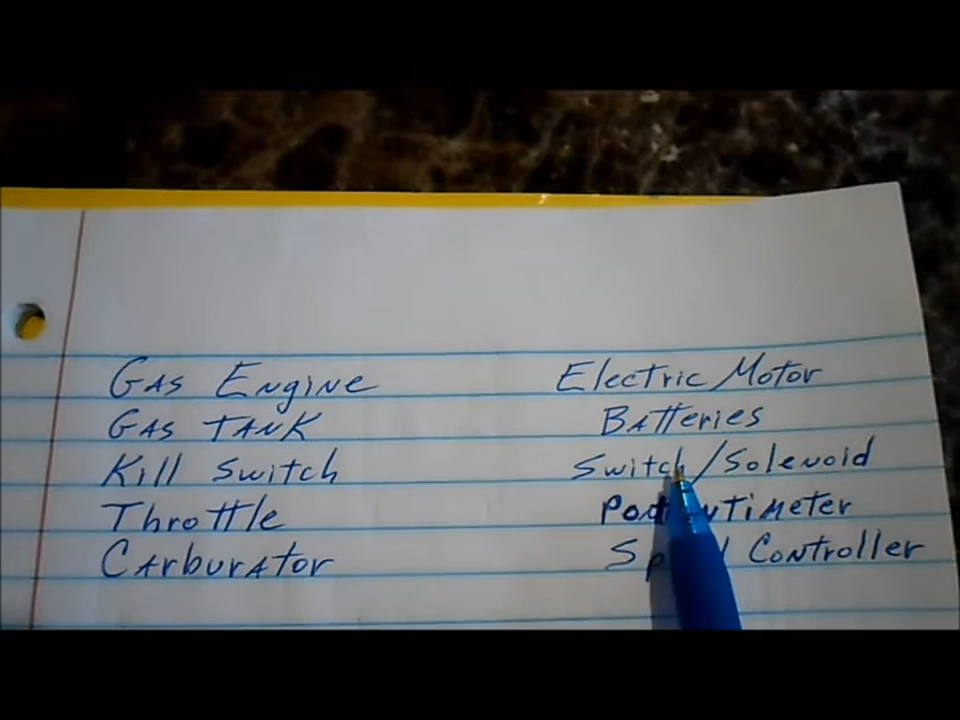 Gas Engine Electric Motor
Gas Tank Batteries
Kill Switch Switch/Solenoid
Throttle
Carburator Controller